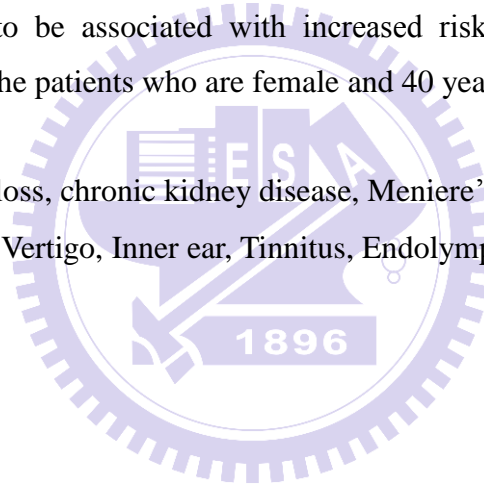 to be associated with increased risk
he patients who are female and 40 yea
loss, chronic kidney disease, Meniere’
Vertigo, Inner ear, Tinnitus, Endolymp
ESA
1896